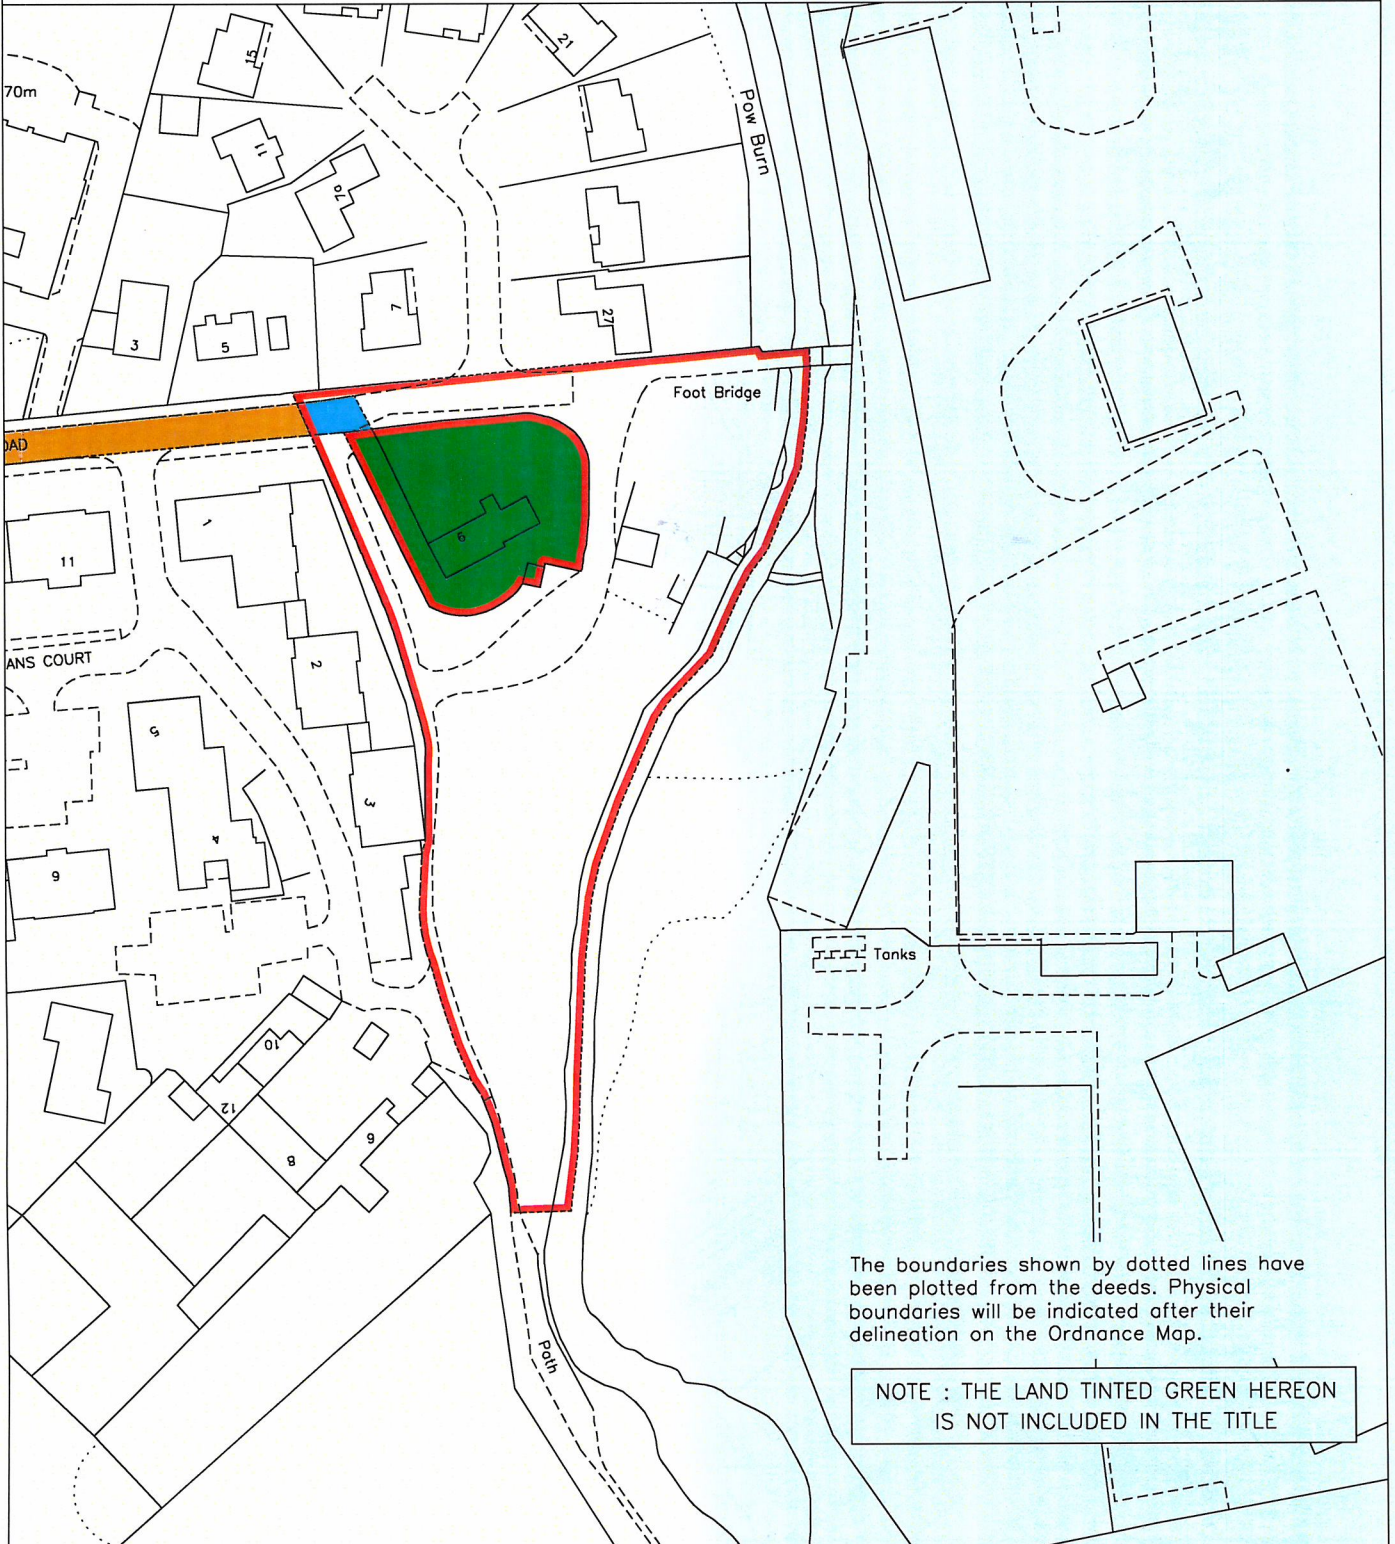 21
15
70m
Pow Burn
11
7a
7
27
3
5
Foot Bridge
OAD
1
6
11
2
ANS COURT
5
3
4
9
Tanks
10
12
6
8
The boundaries shown by dotted lines have
been plotted from the deeds. Physical
boundaries will be indicated after their
delineation on the Ordnance Map.
Path
NOTE : THE LAND TINTED GREEN HEREON
IS NOT INCLUDED IN THE TITLE